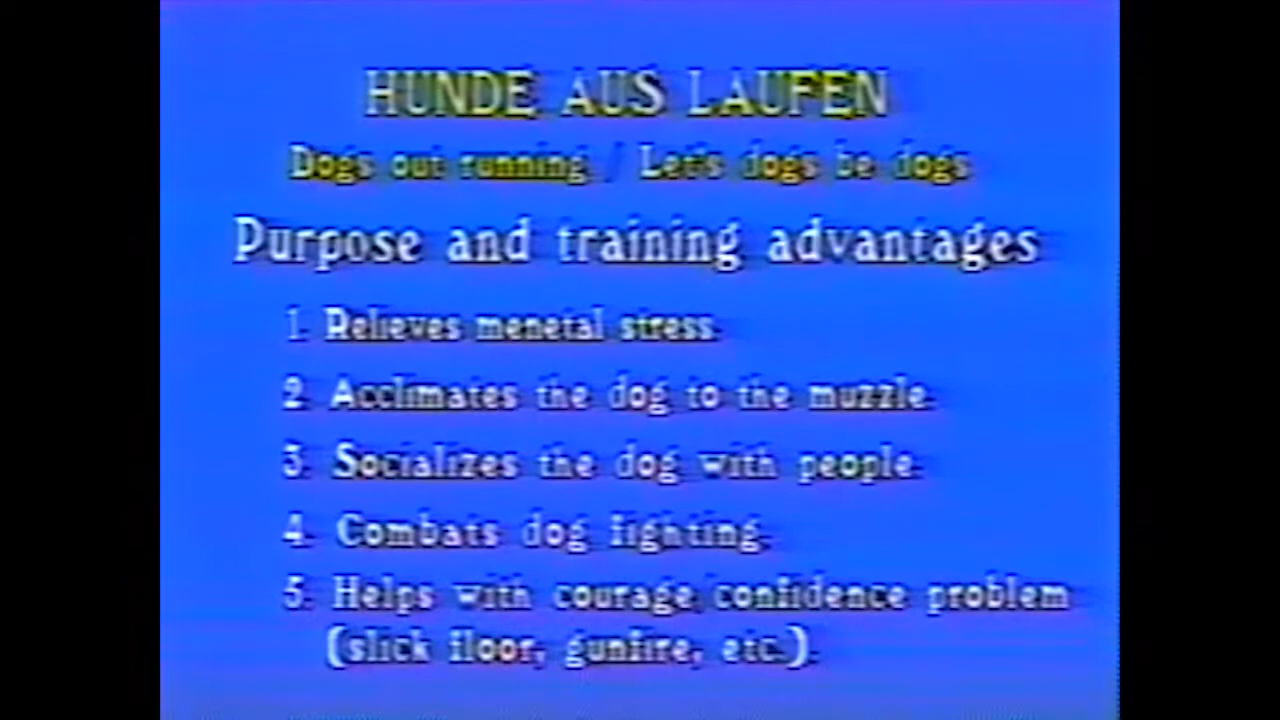 HUNDE AUS LAUFEN
Dogs out running / Let's dogs be dogs
Purpose and training advantages
1. Relieves menetal stress.
2. Acclimates the dog to the muzzle.
3. Socializes the dog with people.
4. Combats dog fighting.
5. Helps with courage/confidence problem
(slick floor, gunfire, etc.).